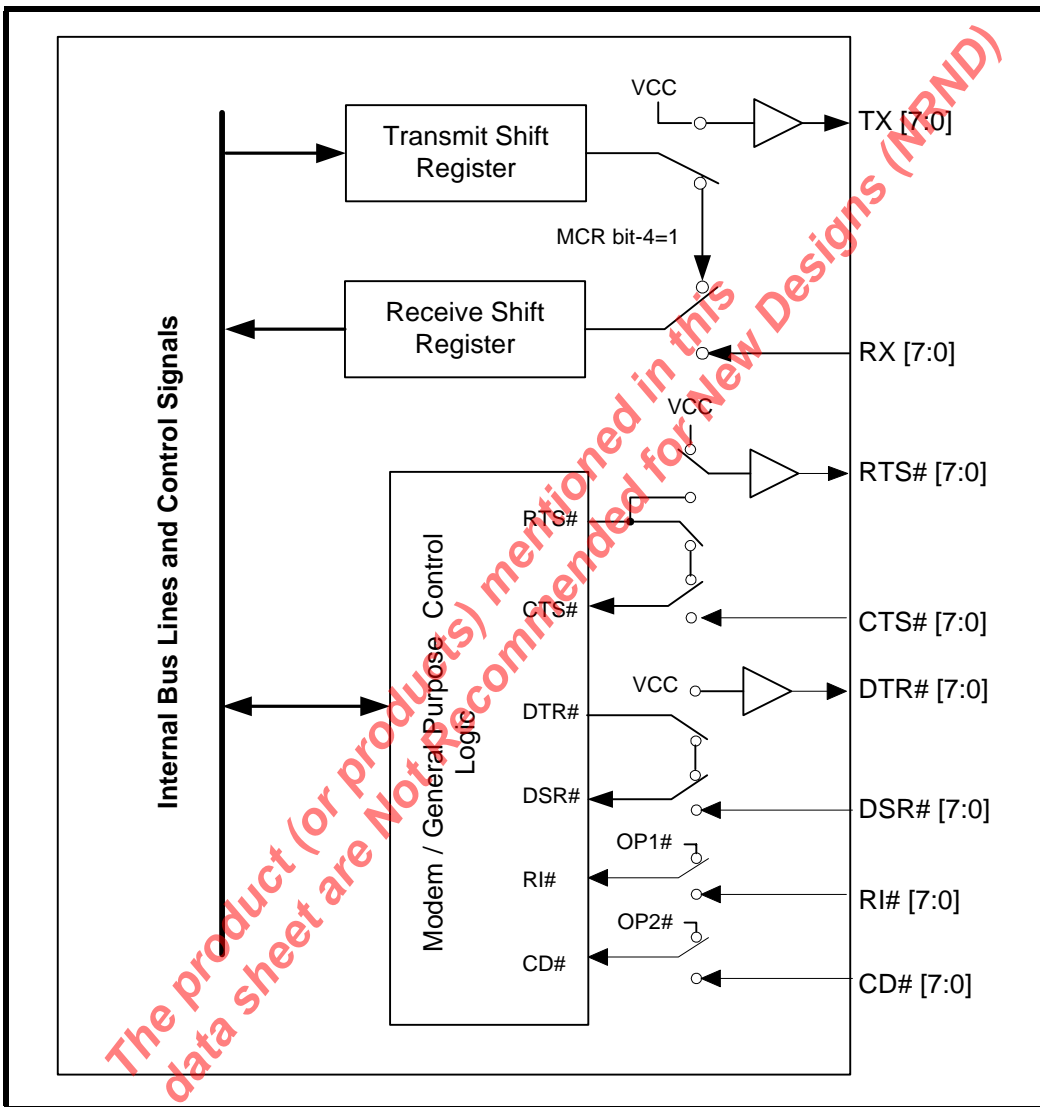 VCC
TX [7:0]
Transmit Shift
Register
MCR bit-4=1
Receive Shift
Register
RX [7:0]
Internal Bus Lines and Control Signals
VCC
RTS# [7:0]
RTS#
CTS#
CTS# [7:0]
Modem / General Purpose Control
Logic
VCC
DTR# [7:0]
DTR#
DSR#
DSR# [7:0]
OP1#
RI#
RI# [7:0]
OP2#
CD#
CD# [7:0]
The product (or products) mentioned in this
data sheet are Not Recommended for New Designs (NRND)